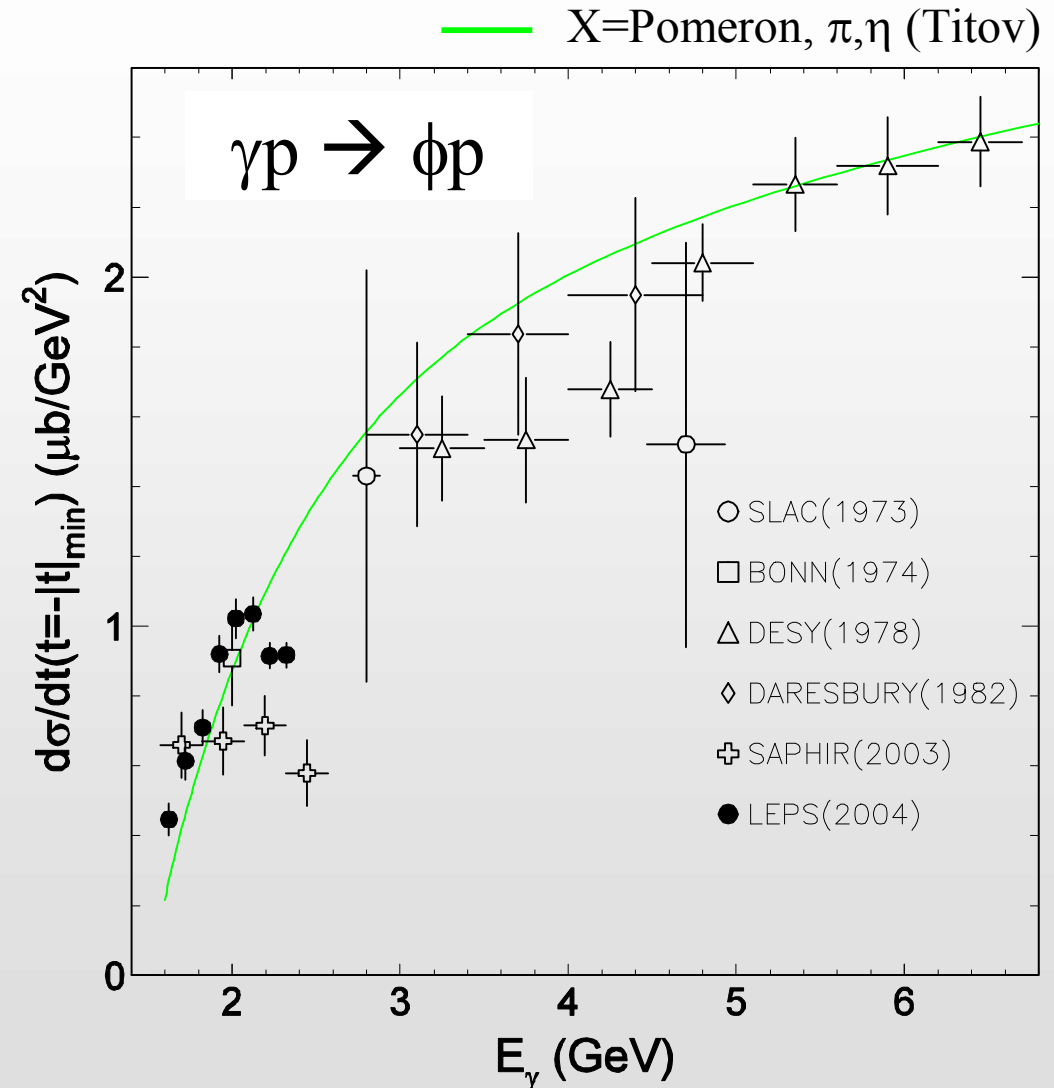 X=Pomeron, π,η (Titov)
γp → ϕp
dσ/dt(t=-|t|min) (μb/GeV²)
2
1
0
SLAC(1973)
BONN(1974)
DESY(1978)
DARESBURY(1982)
SAPHIR(2003)
LEPS(2004)
2 3 4 5 6
Eγ (GeV)